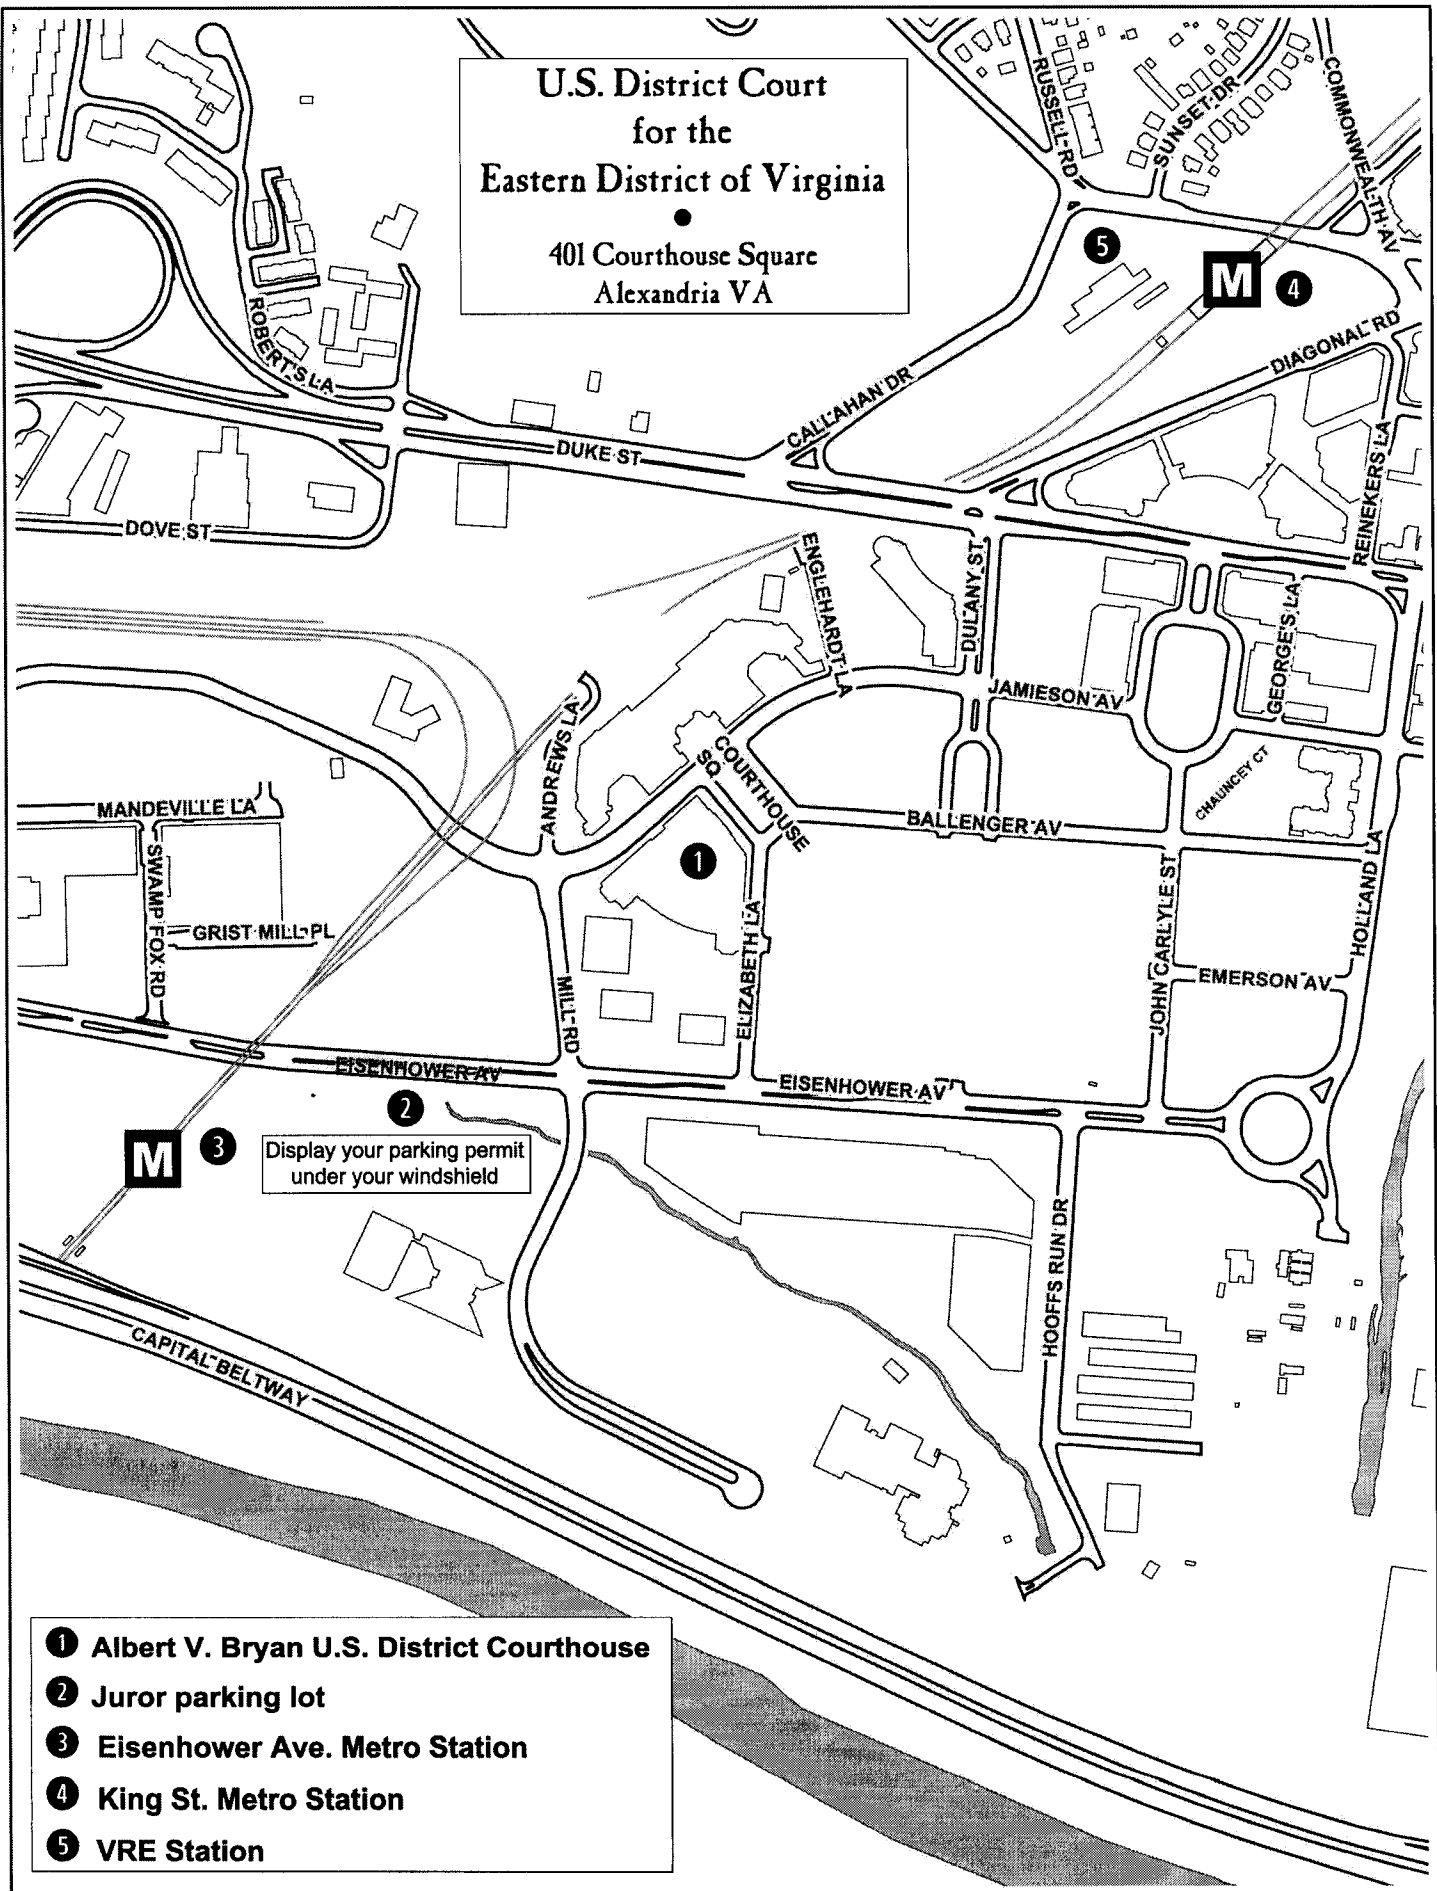 U.S. District Court
for the
Eastern District of Virginia
401 Courthouse Square
Alexandria VA
RUSSELL RD
SUNSET DR
COMMONWEALTH AV
5
M
4
ROBERT'S LA
DIAGONAL RD
CALLAHAN DR
DUKE ST
REINEKERS LA
DOVE ST
ENGLEHARDT LA
DULANY ST
GEORGE'S LA
JAMIESON AV
ANDREWS LA
COURTHOUSE
SQ
CHAUNCEY CT
MANDEVILLE LA
BALLENGER AV
1
SWAMP FOX RD
GRIST MILL PL
ELIZABETH LA
JOHN CARLYLE ST
HOLLAND LA
EMERSON AV
MILL RD
EISENHOWER AV
EISENHOWER AV
2
M
3
Display your parking permit
under your windshield
HOOFFS RUN DR
CAPITAL BELTWAY
1 Albert V. Bryan U.S. District Courthouse
2 Juror parking lot
3 Eisenhower Ave. Metro Station
4 King St. Metro Station
5 VRE Station